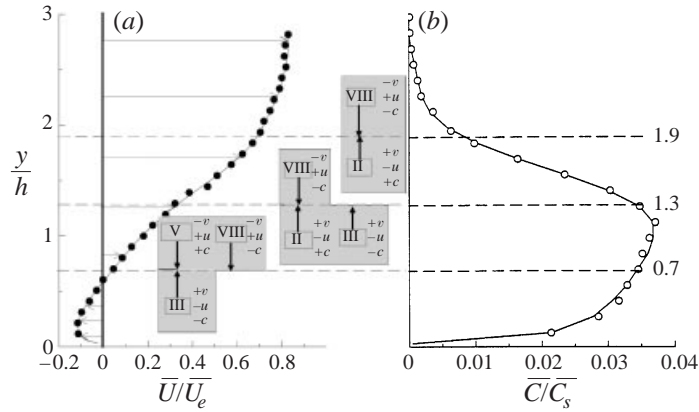 (a)
(b)
3
2
1
0
y
h
−0.2
0
0.2
0.4
0.6
0.8
U/U_e
VIII
−v
+u
−c
II
+v
−u
+c
VIII
−v
+u
−c
II
+v
−u
+c
III
+v
−u
−c
V
−v
+u
+c
VIII
−v
+u
−c
III
+v
−u
−c
1.9
1.3
0.7
0
0.01
0.02
0.03
0.04
C/C_s